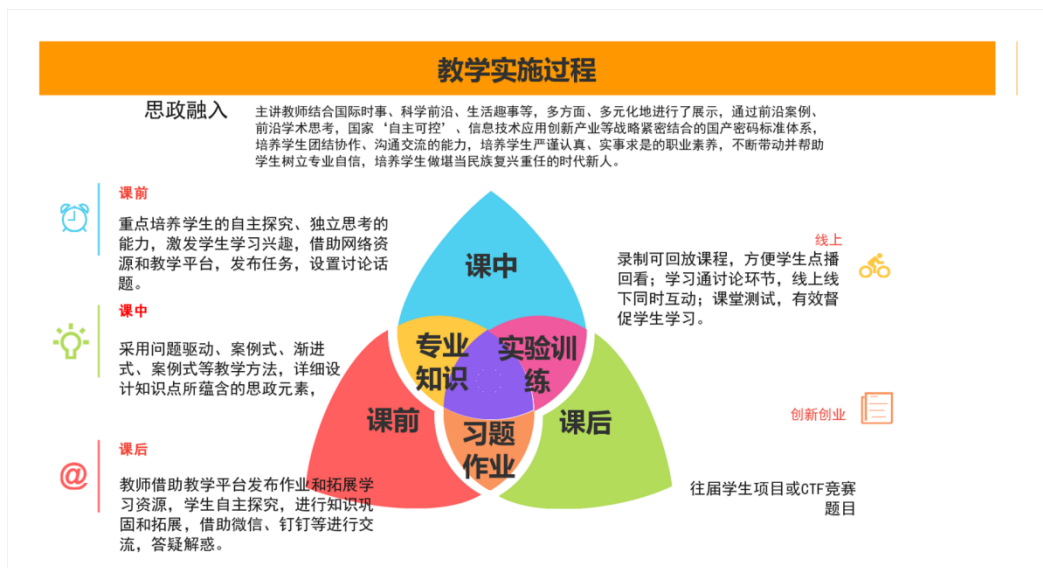 教学实施过程
思政融入
主讲教师结合国际时事、科学前沿、生活趣事等，多方面、多元化地进行了展示，通过前沿案例、
前沿学术思考，国家‘自主可控’、信息技术应用创新产业等战略紧密结合的国产密码标准体系，
培养学生团结协作、沟通交流的能力，培养学生严谨认真、实事求是的职业素养，不断带动并帮助
学生树立专业自信，培养学生做堪当民族复兴重任的时代新人。
课前
重点培养学生的自主探究、独立思考的
能力，激发学生学习兴趣，借助网络资
源和教学平台，发布任务，设置讨论话
题。
课中
采用问题驱动、案例式、渐进
式、案例式等教学方法，详细设
计知识点所蕴含的思政元素，
课后
@
教师借助教学平台发布作业和拓展学
习资源，学生自主探究，进行知识巩
固和拓展，借助微信、钉钉等进行交
流，答疑解惑。
课中
专业
知识
实验训
练
课前
习题
作业
课后
线上
录制可回放课程，方便学生点播
回看；学习通讨论环节，线上线
下同时互动；课堂测试，有效督
促学生学习。
创新创业
往届学生项目或CTF竞赛
题目